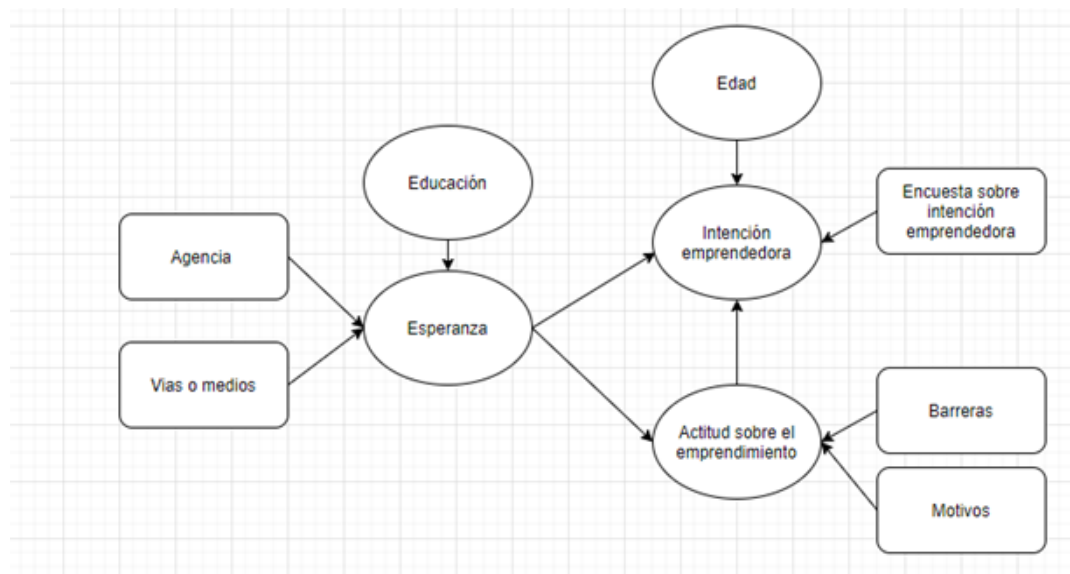 Edad
Educación
Encuesta sobre
intención
emprendedora
Intención
emprendedora
Agencia
Esperanza
Vias o medios
Actitud sobre el
emprendimiento
Barreras
Motivos